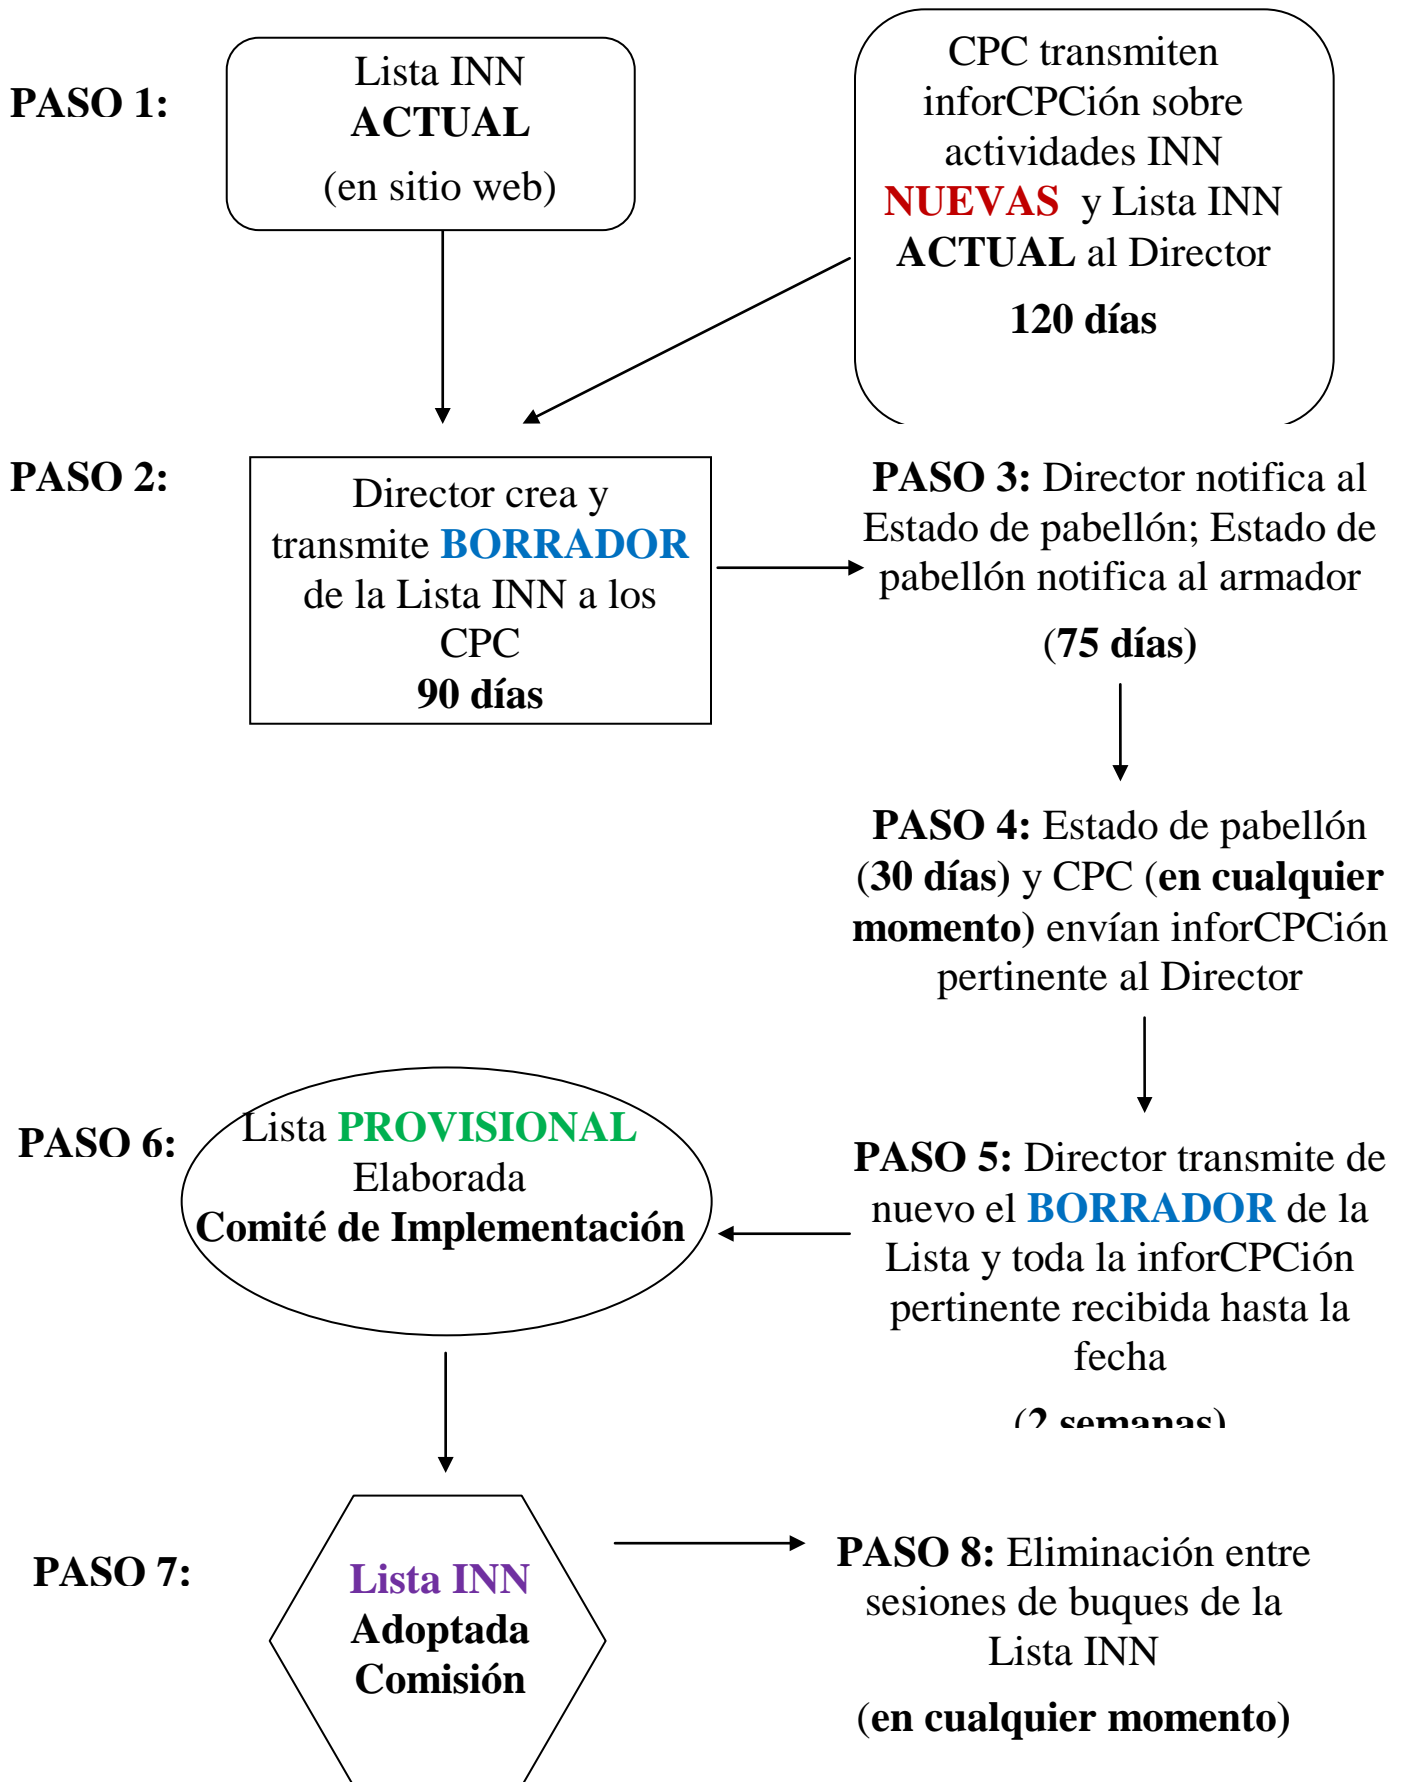 PASO 1:
Lista INN
ACTUAL
(en sitio web)
CPC transmiten
inforCPCión sobre
actividades INN
NUEVAS y Lista INN
ACTUAL al Director
120 días
PASO 2:
Director crea y
transmite BORRADOR
de la Lista INN a los
CPC
90 días
PASO 3: Director notifica al
Estado de pabellón; Estado de
pabellón notifica al armador
(75 días)
PASO 4: Estado de pabellón
(30 días) y CPC (en cualquier
momento) envían inforCPCión
pertinente al Director
PASO 5: Director transmite de
nuevo el BORRADOR de la
Lista y toda la inforCPCión
pertinente recibida hasta la
fecha
(2 semanas)
PASO 6:
Lista PROVISIONAL
Elaborada
Comité de Implementación
PASO 7:
Lista INN
Adoptada
Comisión
PASO 8: Eliminación entre
sesiones de buques de la
Lista INN
(en cualquier momento)